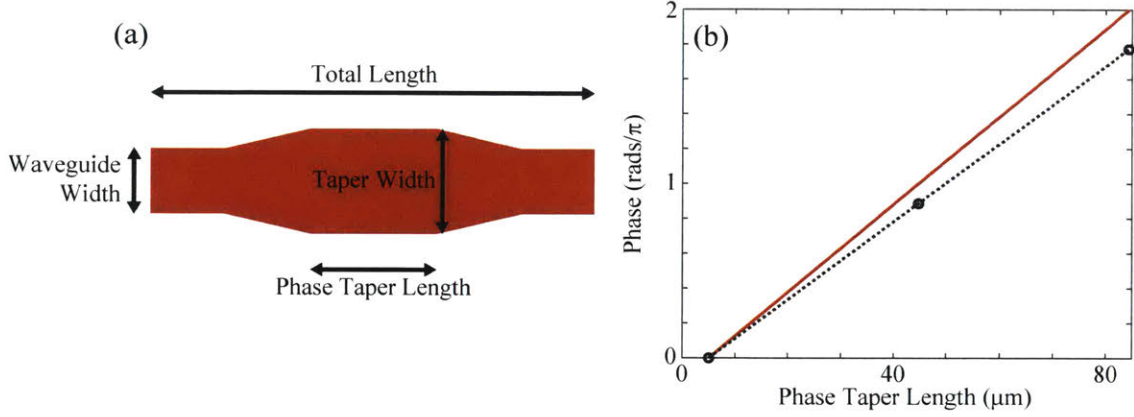 (a)
Total Length
Waveguide
Width
Taper Width
Phase Taper Length
(b)
2
1
0
Phase (rads/π)
0
40
80
Phase Taper Length (μm)